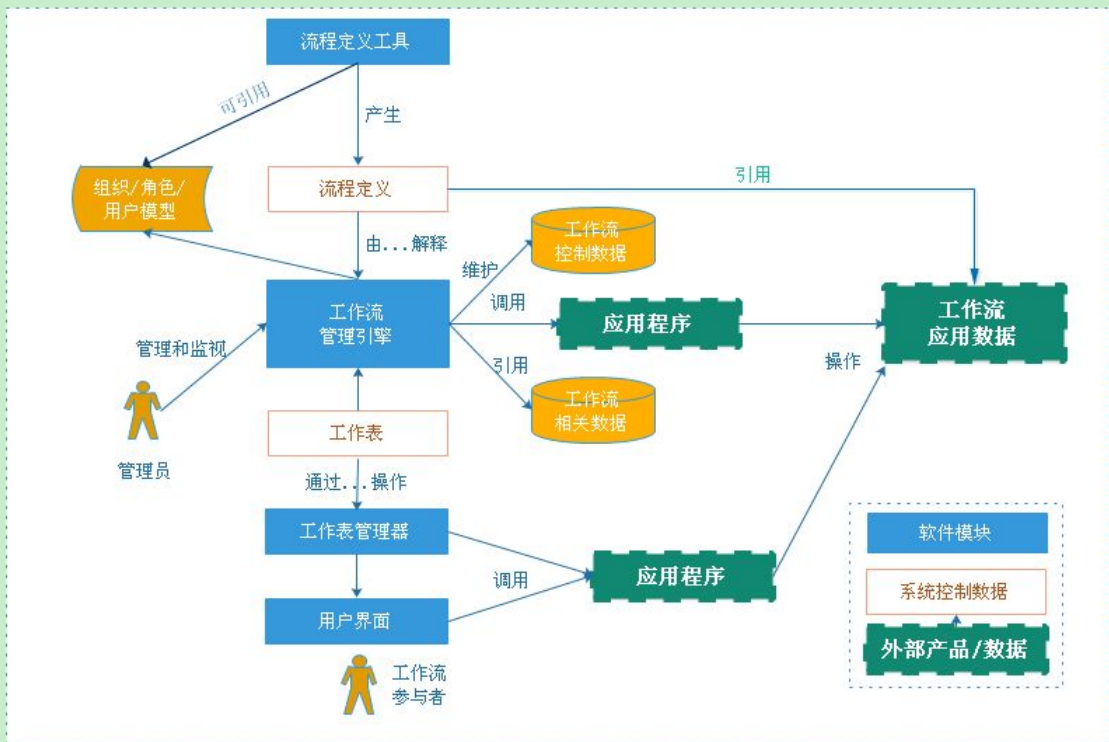 流程定义工具
可引用
产生
组织/角色/
用户模型
流程定义
引用
由...解释
工作流
控制数据
维护
工作流
管理引擎
调用
应用程序
工作流
应用数据
管理和监视
引用
操作
工作流
相关数据
工作表
管理员
通过...操作
工作表管理器
软件模块
调用
应用程序
系统控制数据
用户界面
外部产品/数据
工作流
参与者